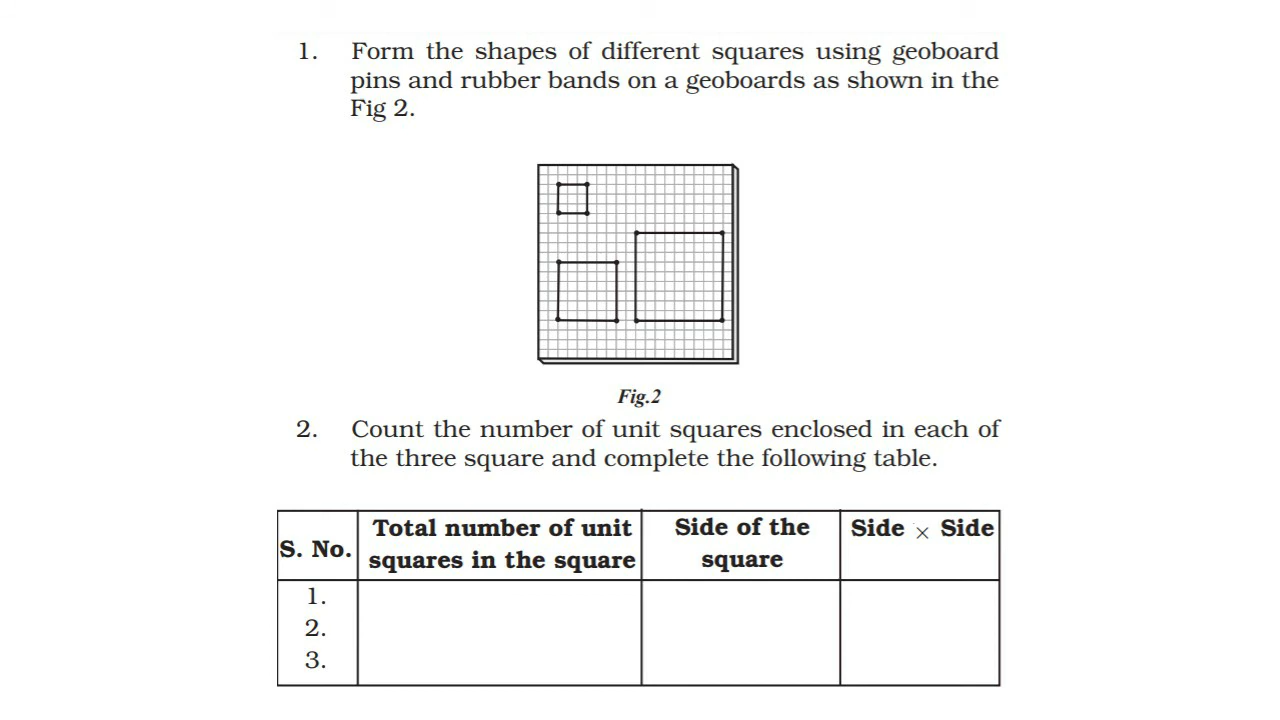 1. Form the shapes of different squares using geoboard
pins and rubber bands on a geoboards as shown in the
Fig 2.
Fig.2
2. Count the number of unit squares enclosed in each of
the three square and complete the following table.
S. No. Total number of unit squares in the square Side of the square Side × Side
1.
2.
3.